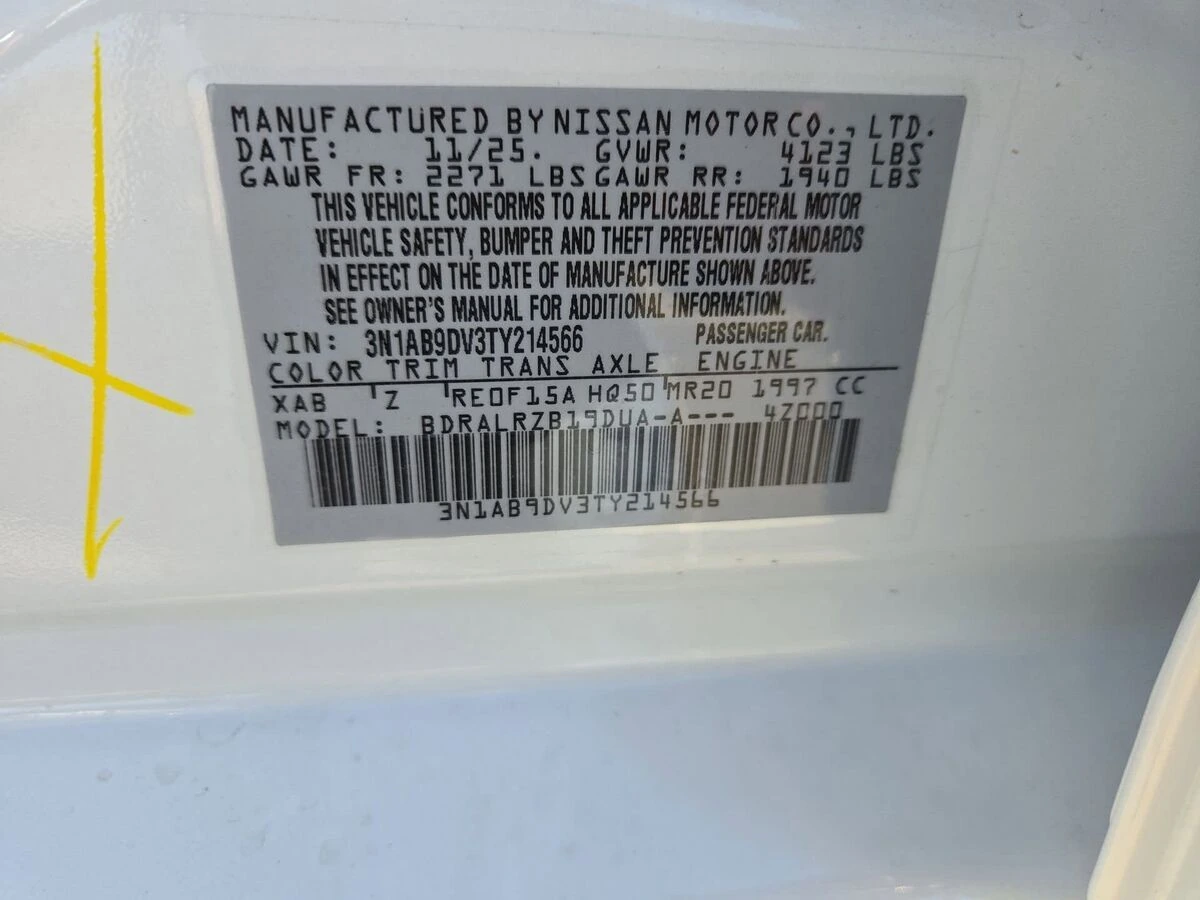 MANUFACTURED BY NISSAN MOTOR CO., LTD.
DATE: 11/25. GVWR: 4123 LBS
GAWR FR: 2271 LBS GAWR RR: 1940 LBS
THIS VEHICLE CONFORMS TO ALL APPLICABLE FEDERAL MOTOR
VEHICLE SAFETY, BUMPER AND THEFT PREVENTION STANDARDS
IN EFFECT ON THE DATE OF MANUFACTURE SHOWN ABOVE.
SEE OWNER'S MANUAL FOR ADDITIONAL INFORMATION.
VIN: 3N1AB9DV3TY214566 PASSENGER CAR.
COLOR TRIM TRANS AXLE ENGINE
XAB Z RE0F15A HQ50 MR20 1997 CC
MODEL: BDRALRZB19DUA-A--- 4Z000
3N1AB9DV3TY214566